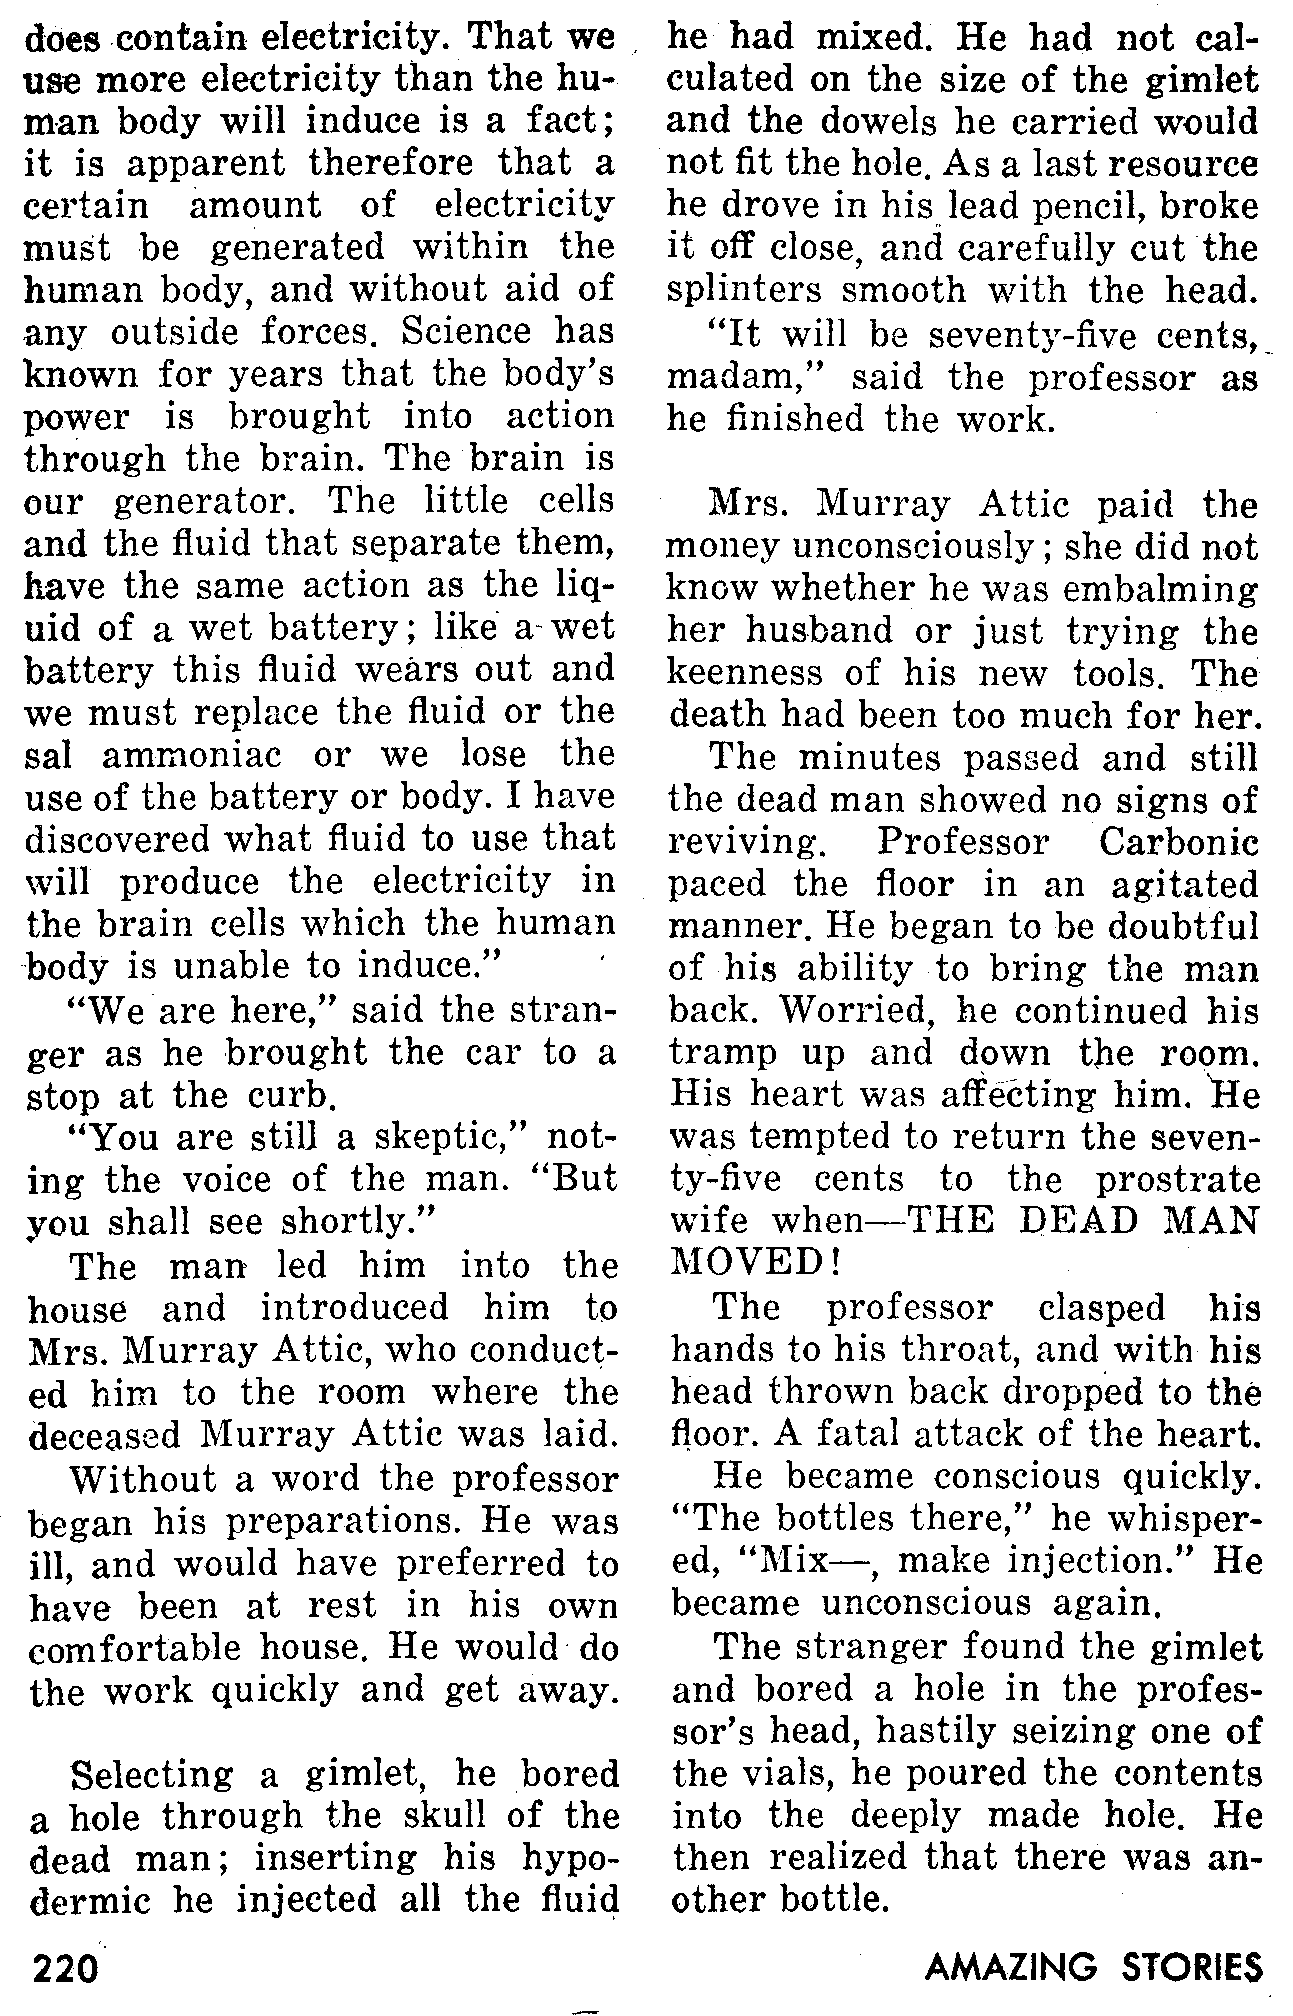 does contain electricity. That we
use more electricity than the hu-
man body will induce is a fact;
it is apparent therefore that a
certain amount of electricity
must be generated within the
human body, and without aid of
any outside forces. Science has
known for years that the body's
power is brought into action
through the brain. The brain is
our generator. The little cells
and the fluid that separate them,
have the same action as the liq-
uid of a wet battery; like a wet
battery this fluid wears out and
we must replace the fluid or the
sal ammoniac or we lose the
use of the battery or body. I have
discovered what fluid to use that
will produce the electricity in
the brain cells which the human
body is unable to induce."
"We are here," said the stran-
ger as he brought the car to a
stop at the curb.
"You are still a skeptic," not-
ing the voice of the man. "But
you shall see shortly."
The man led him into the
house and introduced him to
Mrs. Murray Attic, who conduct-
ed him to the room where the
deceased Murray Attic was laid.
Without a word the professor
began his preparations. He was
ill, and would have preferred to
have been at rest in his own
comfortable house. He would do
the work quickly and get away.
Selecting a gimlet, he bored
a hole through the skull of the
dead man; inserting his hypo-
dermic he injected all the fluid
he had mixed. He had not cal-
culated on the size of the gimlet
and the dowels he carried would
not fit the hole. As a last resource
he drove in his lead pencil, broke
it off close, and carefully cut the
splinters smooth with the head.
"It will be seventy-five cents,
madam," said the professor as
he finished the work.
Mrs. Murray Attic paid the
money unconsciously; she did not
know whether he was embalming
her husband or just trying the
keenness of his new tools. The
death had been too much for her.
The minutes passed and still
the dead man showed no signs of
reviving. Professor Carbonic
paced the floor in an agitated
manner. He began to be doubtful
of his ability to bring the man
back. Worried, he continued his
tramp up and down the room.
His heart was affecting him. He
was tempted to return the seven-
ty-five cents to the prostrate
wife when—THE DEAD MAN
MOVED!
The professor clasped his
hands to his throat, and with his
head thrown back dropped to the
floor. A fatal attack of the heart.
He became conscious quickly.
"The bottles there," he whisper-
ed, "Mix—, make injection." He
became unconscious again.
The stranger found the gimlet
and bored a hole in the profes-
sor's head, hastily seizing one of
the vials, he poured the contents
into the deeply made hole. He
then realized that there was an-
other bottle.
220
AMAZING STORIES